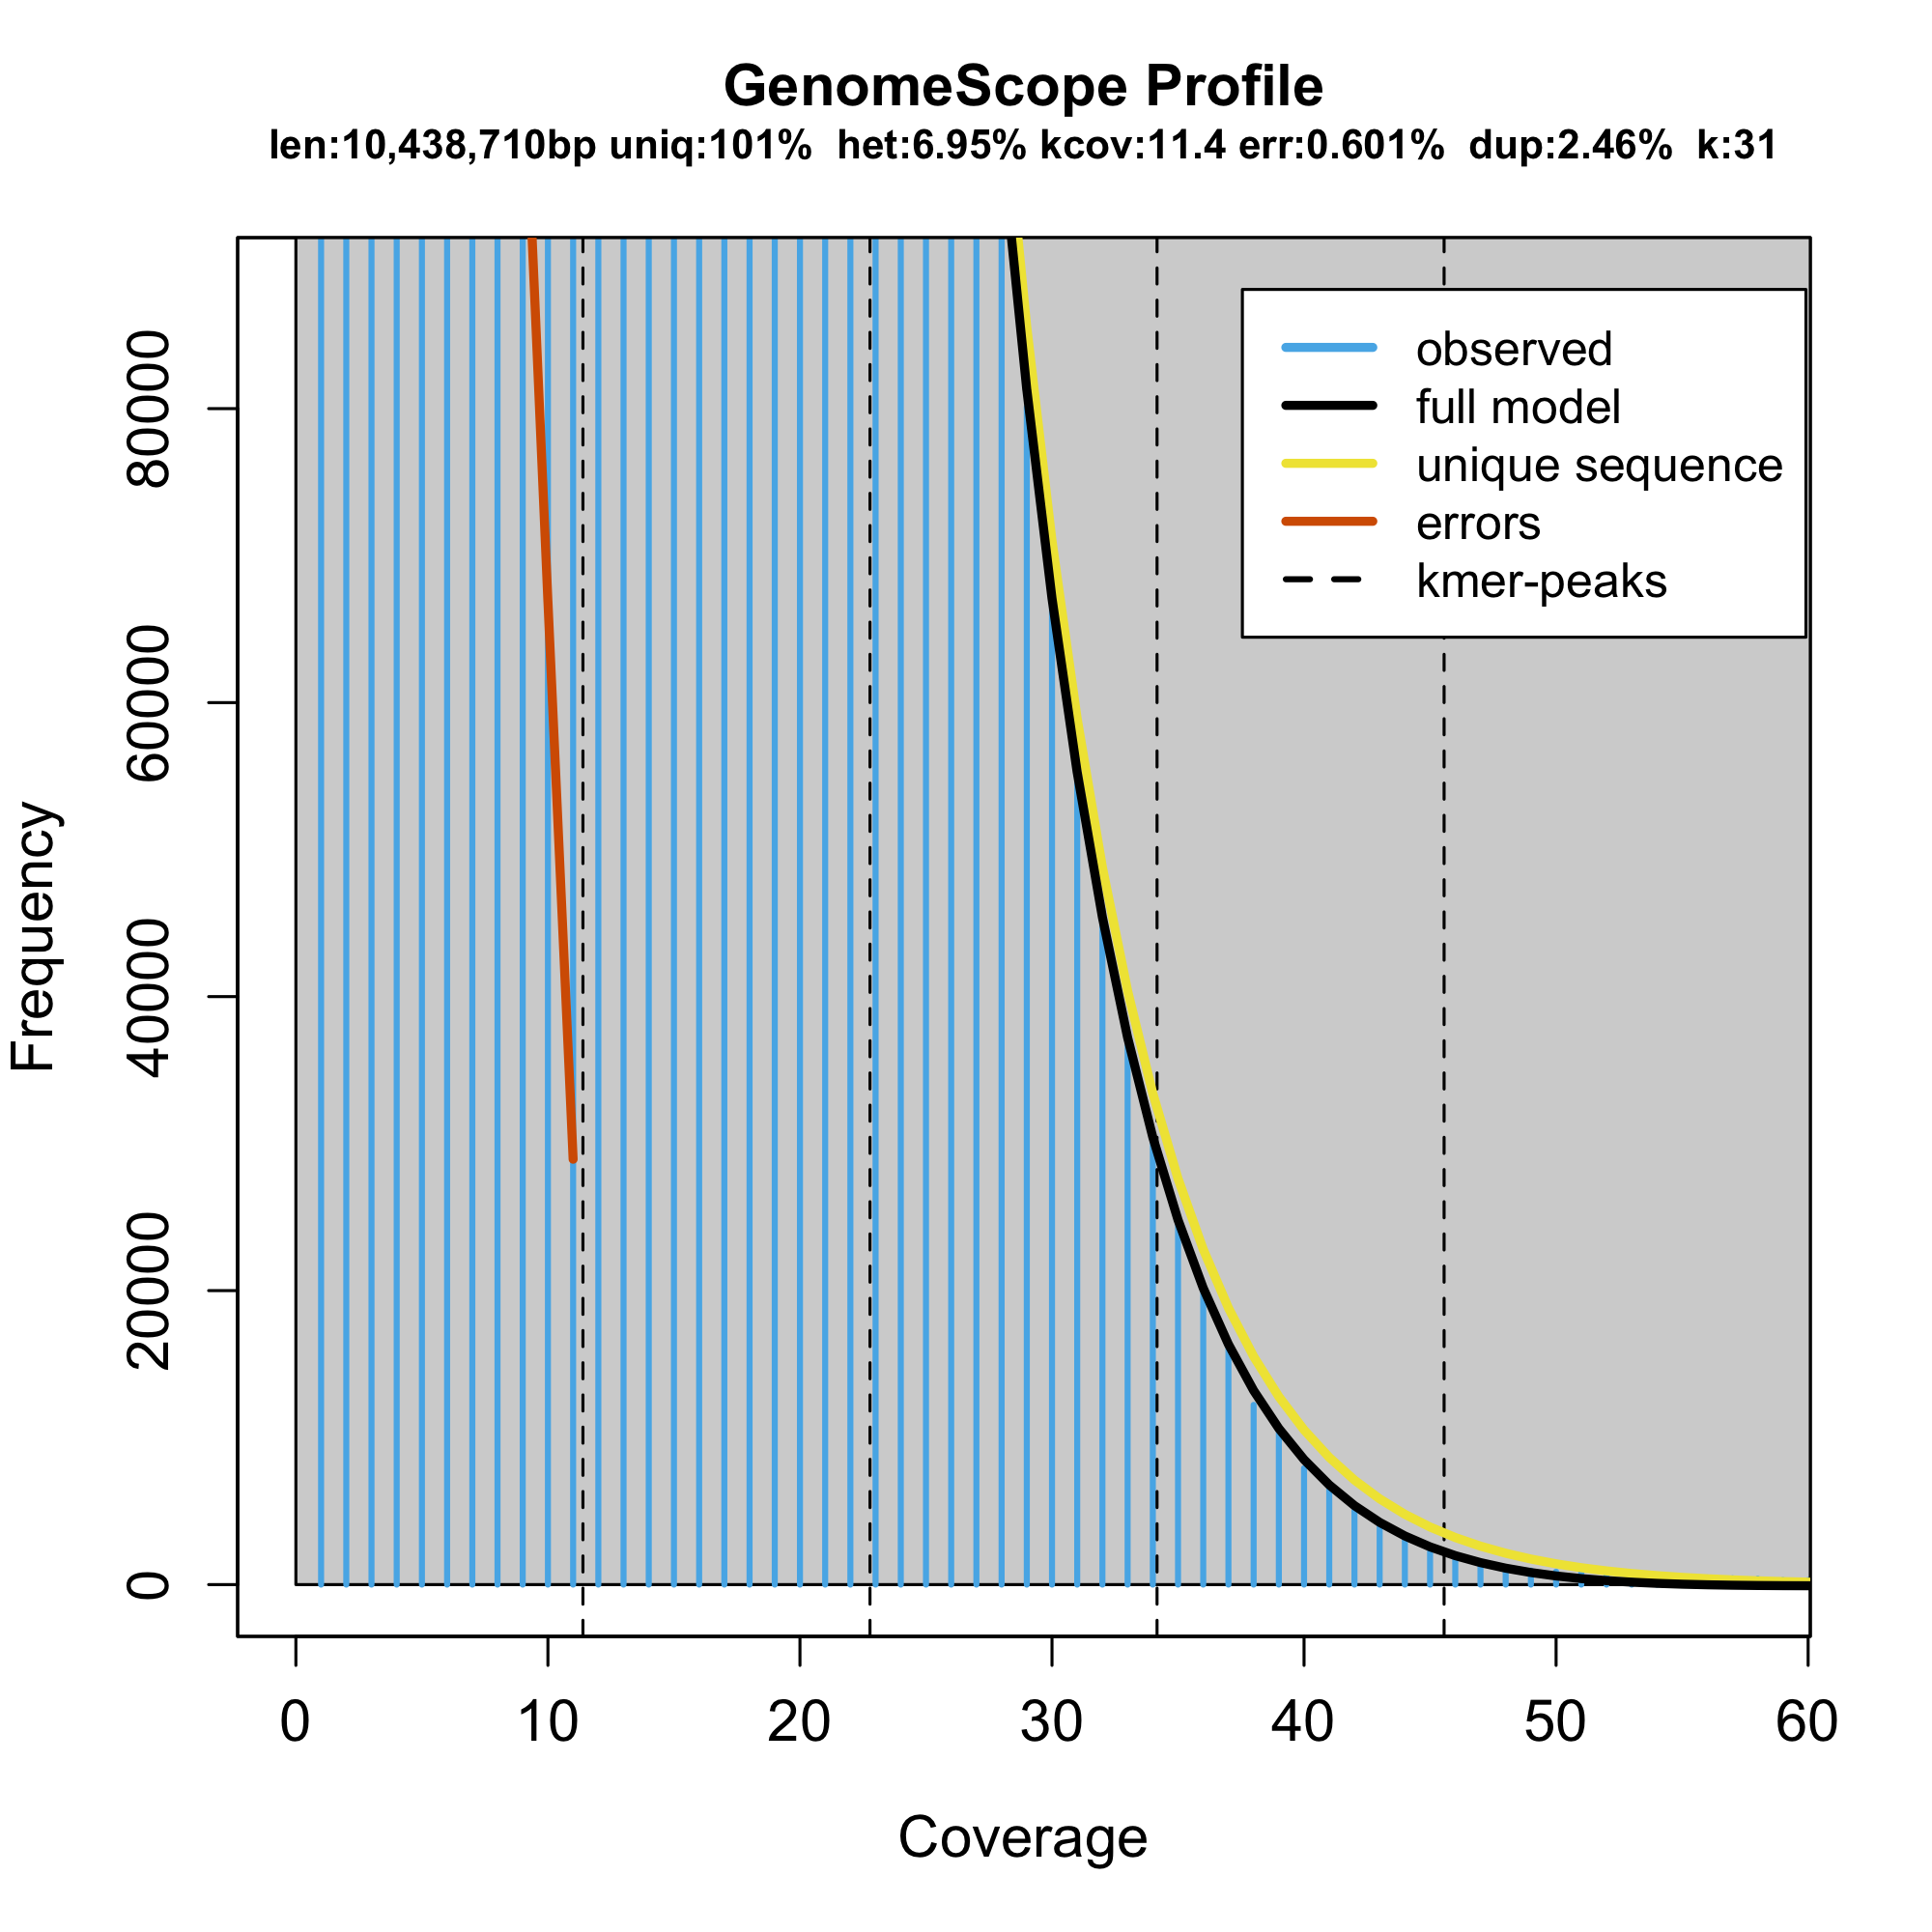 GenomeScope Profile
len:10,438,710bp uniq:101% het:6.95% kcov:11.4 err:0.601% dup:2.46% k:31
observed
full model
unique sequence
errors
kmer-peaks
80000
60000
40000
20000
0
Frequency
0 10 20 30 40 50 60
Coverage